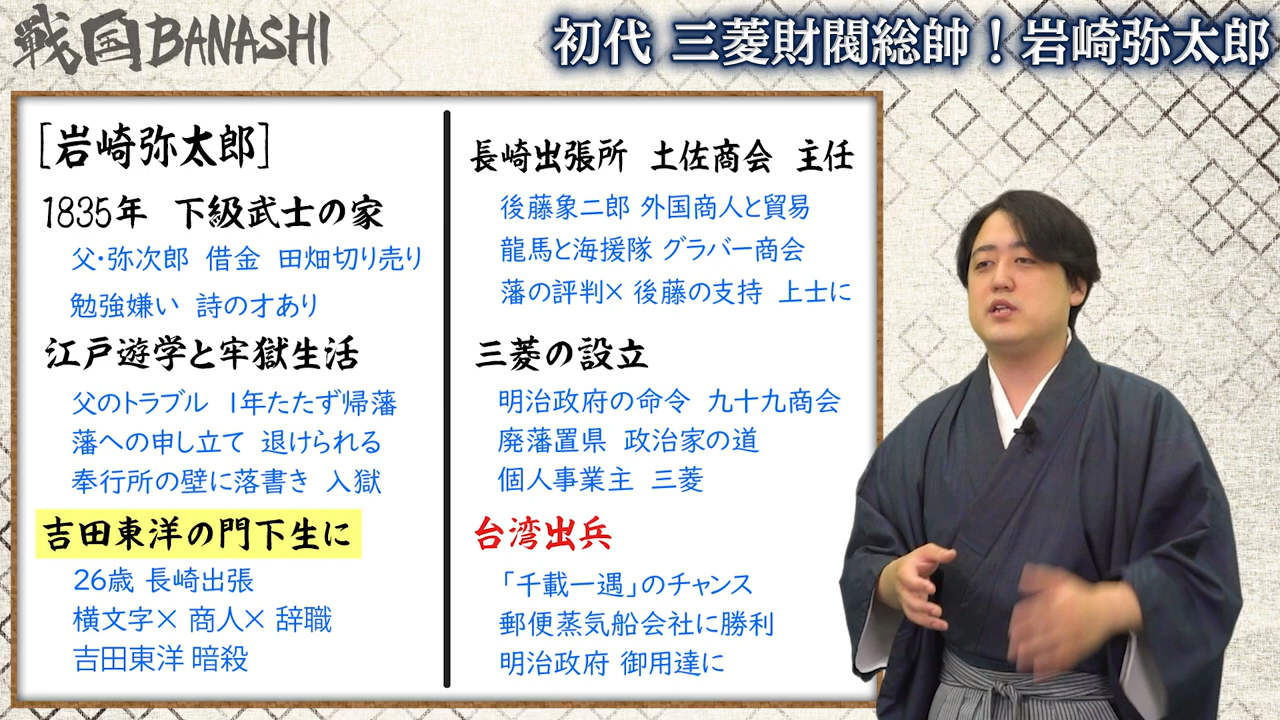 戦国BANASHI
初代 三菱財閥総帥！岩崎弥太郎
[岩崎弥太郎]
1835年 下級武士の家
父・弥次郎 借金 田畑切り売り
勉強嫌い 詩の才あり
江戸遊学と牢獄生活
父のトラブル 1年たたず帰藩
藩への申し立て 退けられる
奉行所の壁に落書き 入獄
吉田東洋の門下生に
26歳 長崎出張
横文字× 商人× 辞職
吉田東洋 暗殺
長崎出張所 土佐商会 主任
後藤象二郎 外国商人と貿易
龍馬と海援隊 グラバー商会
藩の評判× 後藤の支持 上士に
三菱の設立
明治政府の命令 九十九商会
廃藩置県 政治家の道
個人事業主 三菱
台湾出兵
「千載一遇」のチャンス
郵便蒸気船会社に勝利
明治政府 御用達に